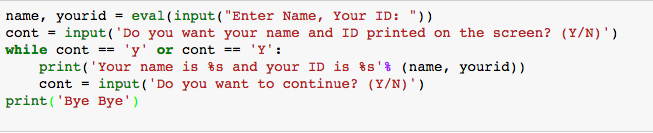 name, yourid = eval(input("Enter Name, Your ID: "))
cont = input('Do you want your name and ID printed on the screen? (Y/N)')
while cont == 'y' or cont == 'Y':
    print('Your name is %s and your ID is %s'% (name, yourid))
    cont = input('Do you want to continue? (Y/N)')
print('Bye Bye')